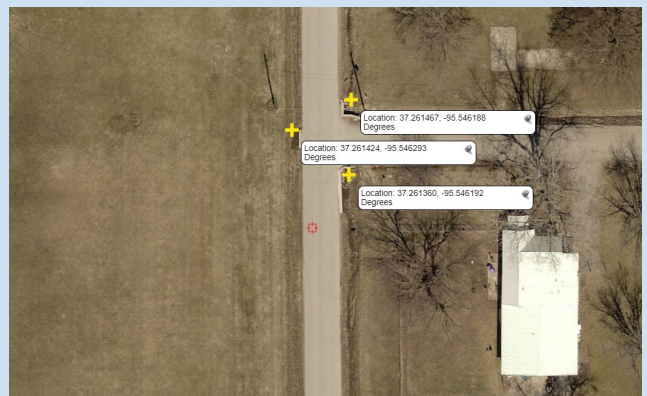 Location: 37.261467, -95.546188
Degrees
Location: 37.261424, -95.546293
Degrees
Location: 37.261360, -95.546192
Degrees